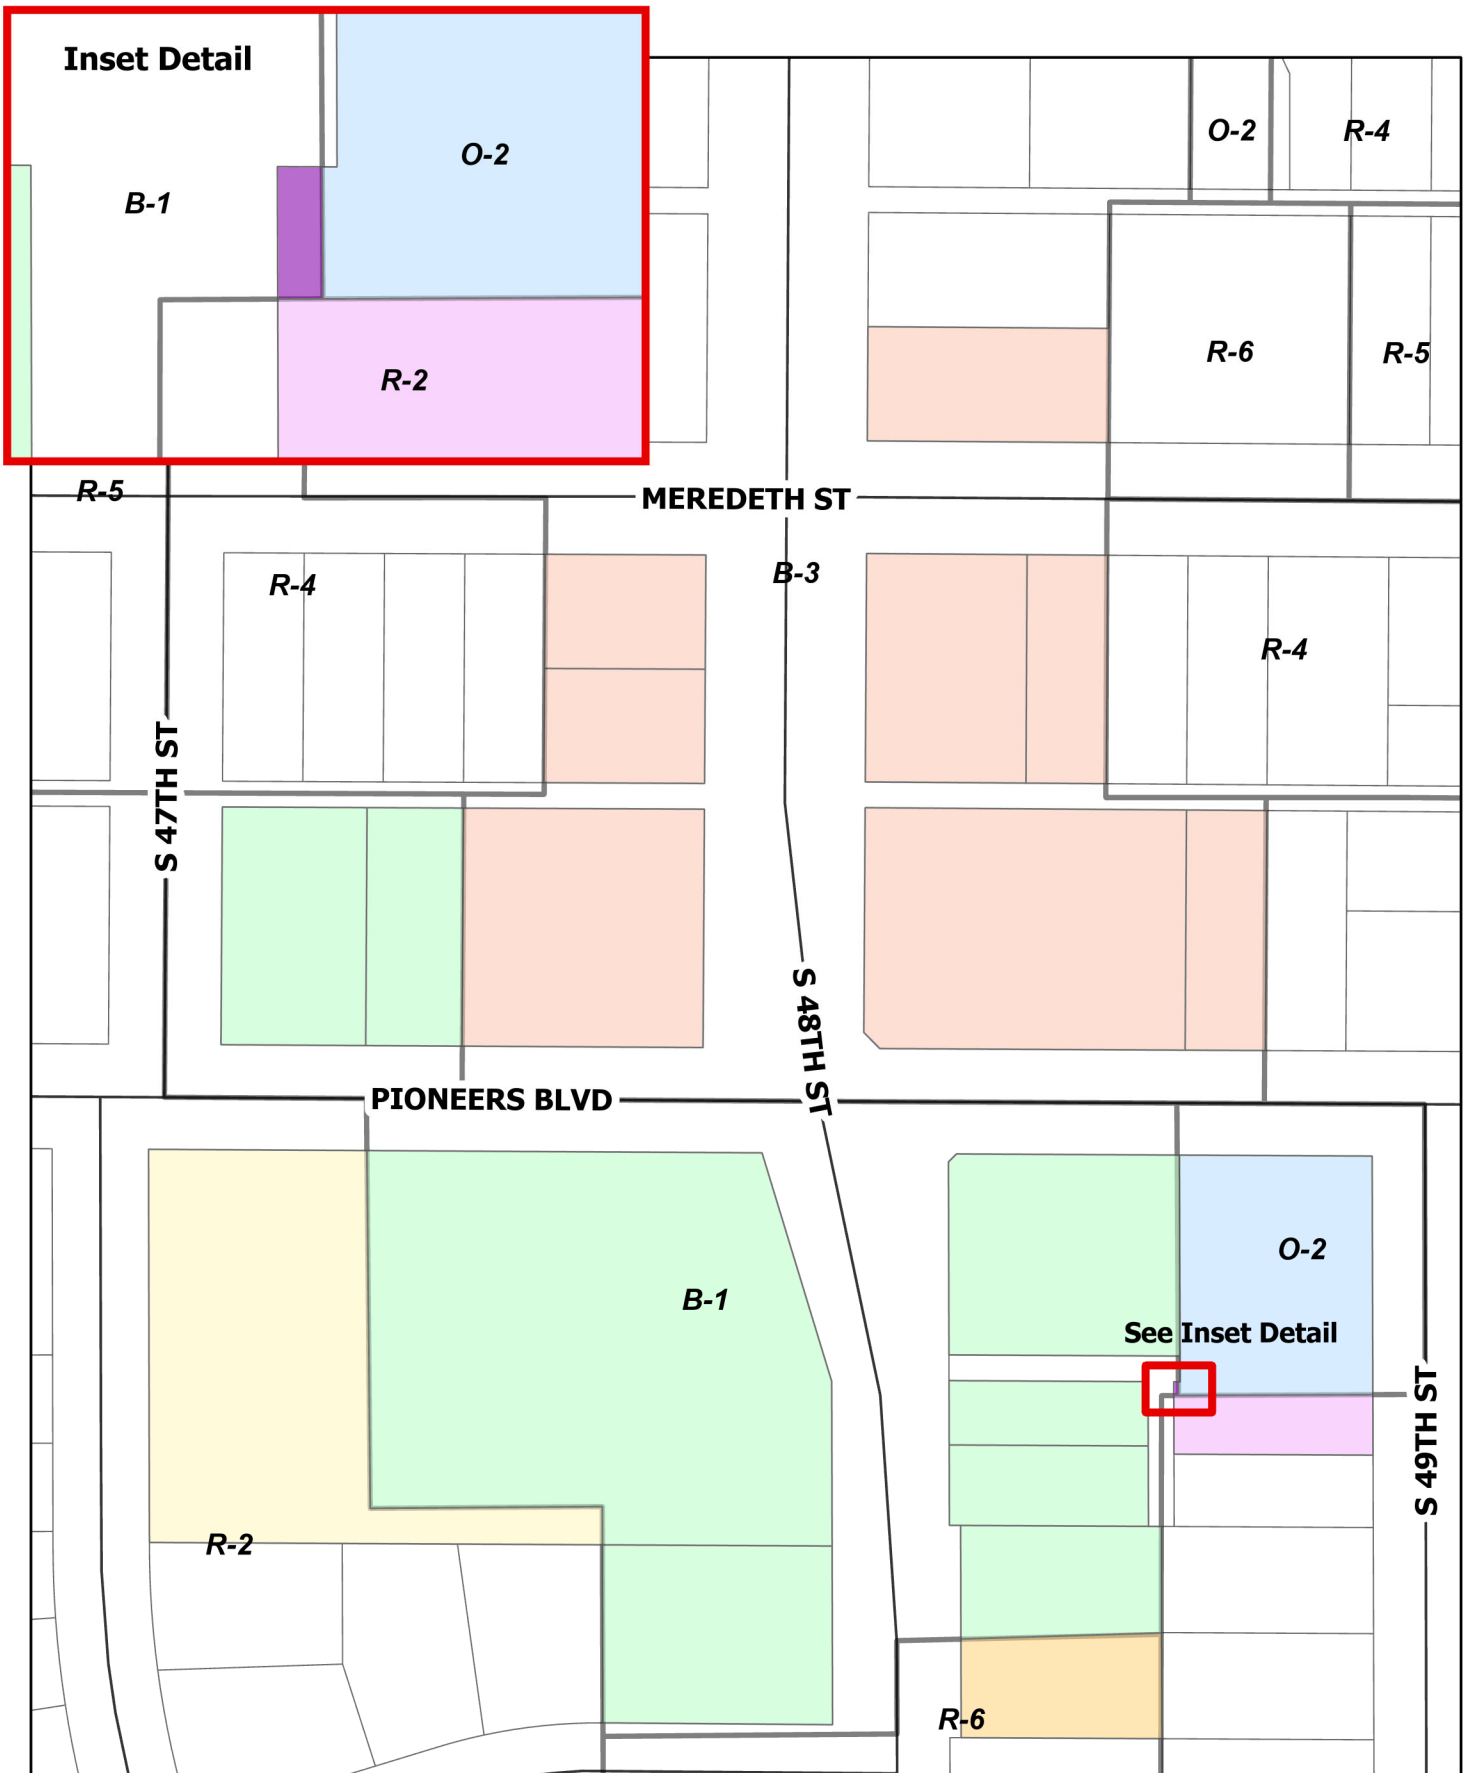 Inset Detail
O-2
B-1
R-2
O-2
R-4
R-6
R-5
R-5
MEREDETH ST
R-4
B-3
R-4
S 47TH ST
S 48TH ST
PIONEERS BLVD
O-2
B-1
See Inset Detail
S 49TH ST
R-2
R-6